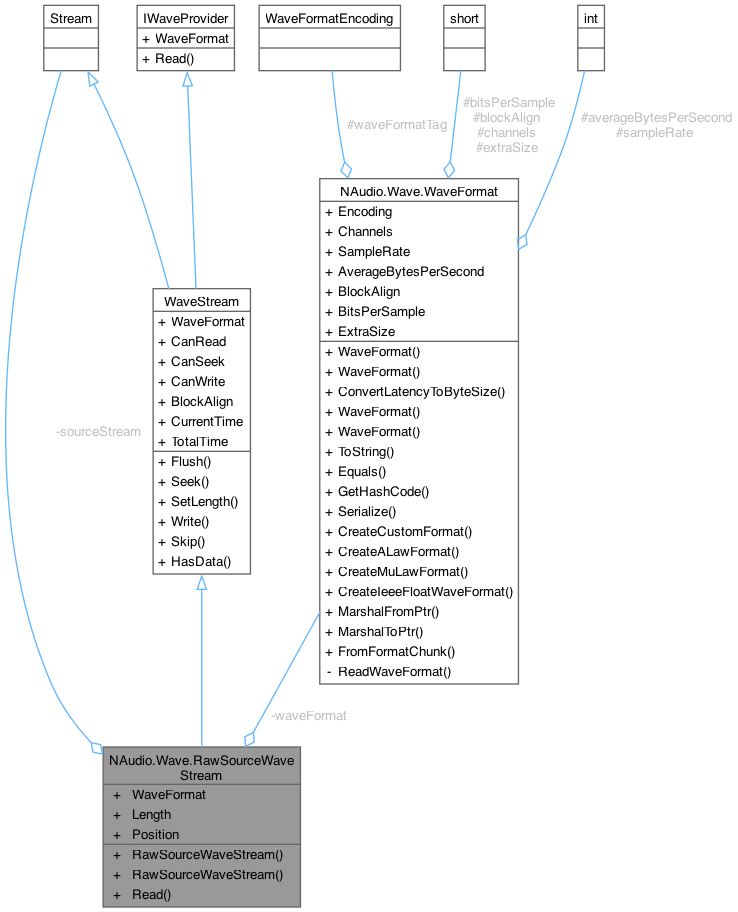 Stream
IWaveProvider
+ WaveFormat
+ Read()
WaveFormatEncoding
short
int
#waveFormatTag
#bitsPerSample
#blockAlign
#channels
#extraSize
#averageBytesPerSecond
#sampleRate
NAudio.Wave.WaveFormat
+ Encoding
+ Channels
+ SampleRate
+ AverageBytesPerSecond
+ BlockAlign
+ BitsPerSample
+ ExtraSize
+ WaveFormat()
+ WaveFormat()
+ ConvertLatencyToByteSize()
+ WaveFormat()
+ WaveFormat()
+ ToString()
+ Equals()
+ GetHashCode()
+ Serialize()
+ CreateCustomFormat()
+ CreateALawFormat()
+ CreateMuLawFormat()
+ CreateIeeeFloatWaveFormat()
+ MarshalFromPtr()
+ MarshalToPtr()
+ FromFormatChunk()
- ReadWaveFormat()
WaveStream
+ WaveFormat
+ CanRead
+ CanSeek
+ CanWrite
+ BlockAlign
+ CurrentTime
+ TotalTime
+ Flush()
+ Seek()
+ SetLength()
+ Write()
+ Skip()
+ HasData()
-sourceStream
-waveFormat
NAudio.Wave.RawSourceWave
Stream
+ WaveFormat
+ Length
+ Position
+ RawSourceWaveStream()
+ RawSourceWaveStream()
+ Read()